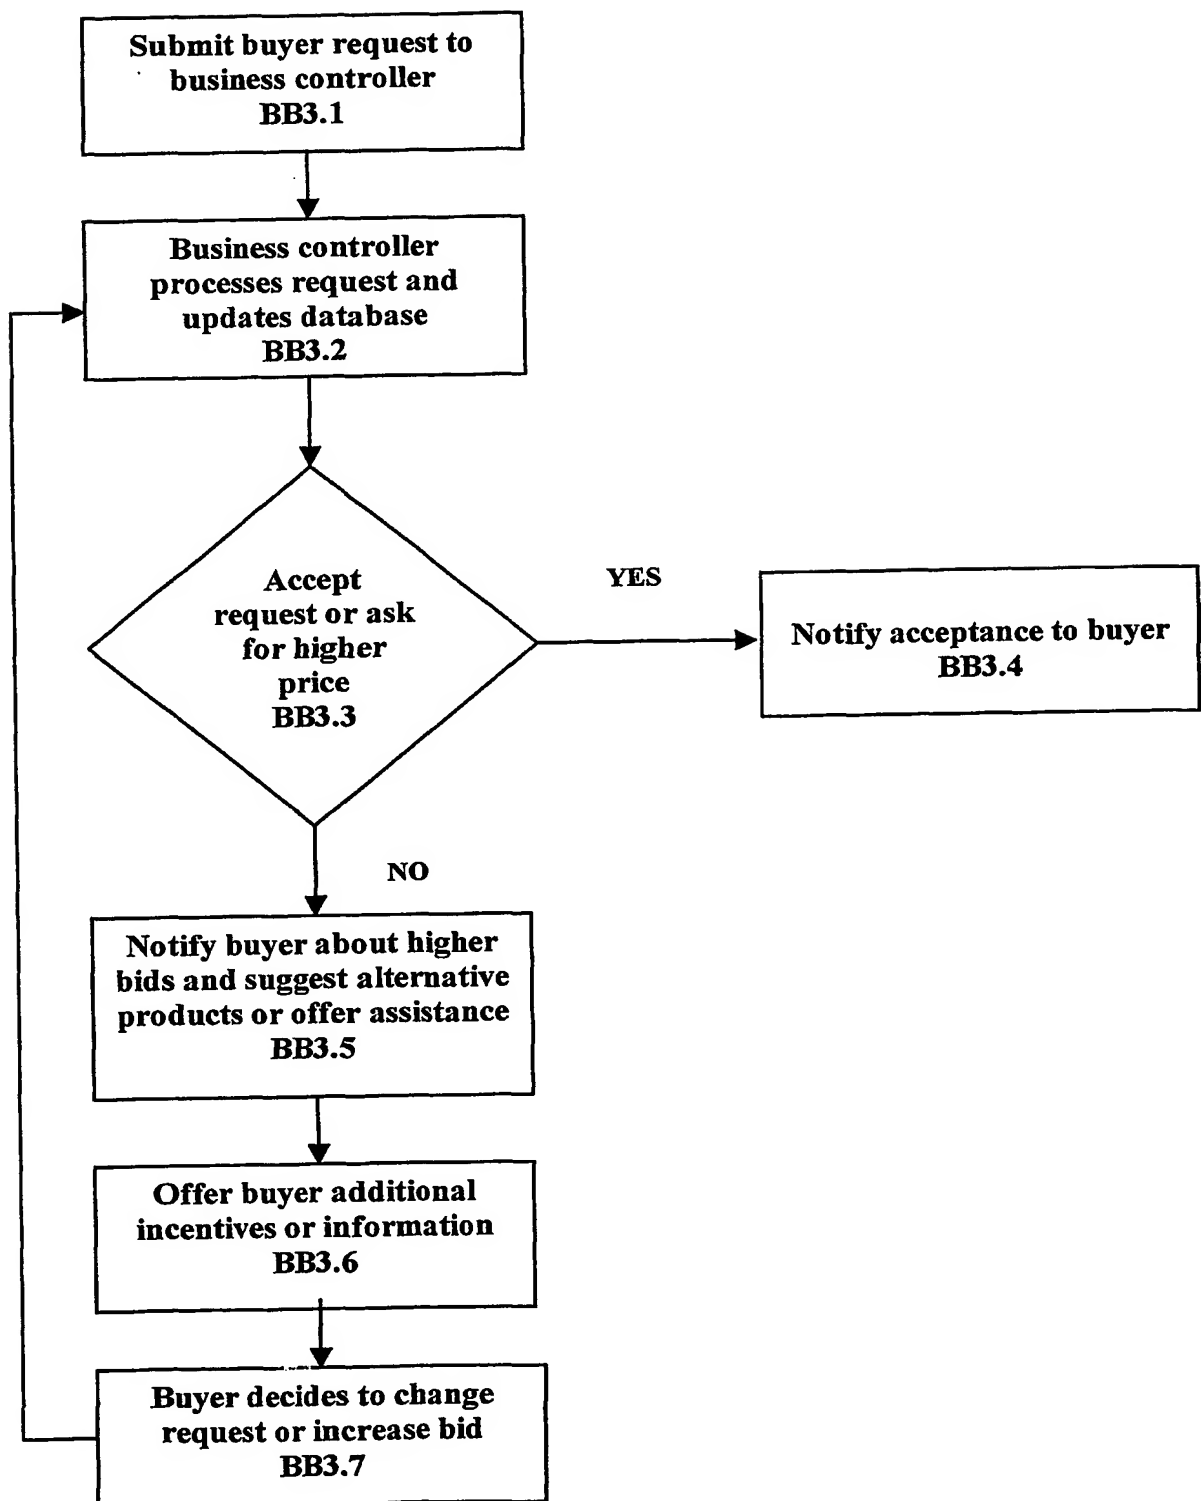 Submit buyer request to
business controller
BB3.1
Business controller
processes request and
updates database
BB3.2
Accept
request or ask
for higher
price
BB3.3
YES
Notify acceptance to buyer
BB3.4
NO
Notify buyer about higher
bids and suggest alternative
products or offer assistance
BB3.5
Offer buyer additional
incentives or information
BB3.6
Buyer decides to change
request or increase bid
BB3.7